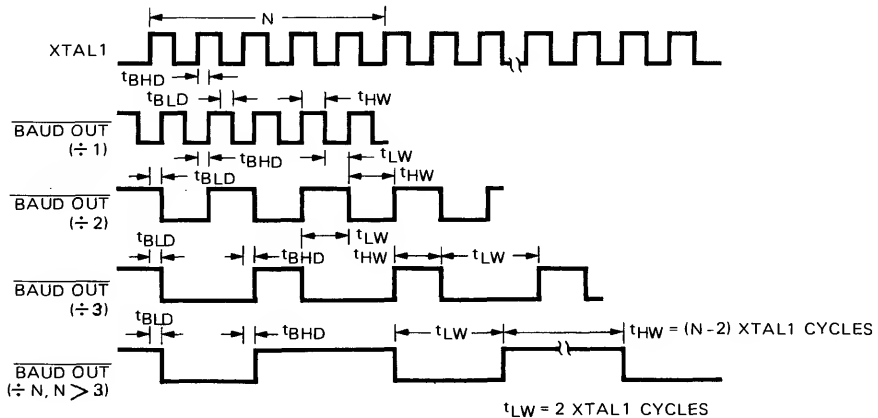 N
XTAL1
tBHD
tBLD
tHW
BAUD OUT
(÷ 1)
tBHD
tLW
tBLD
tHW
BAUD OUT
(÷ 2)
tBLD
tLW
tBHD
tHW
tLW
BAUD OUT
(÷ 3)
tBLD
tBHD
tLW
tHW = (N-2) XTAL1 CYCLES
BAUD OUT
(÷ N, N > 3)
tLW = 2 XTAL1 CYCLES